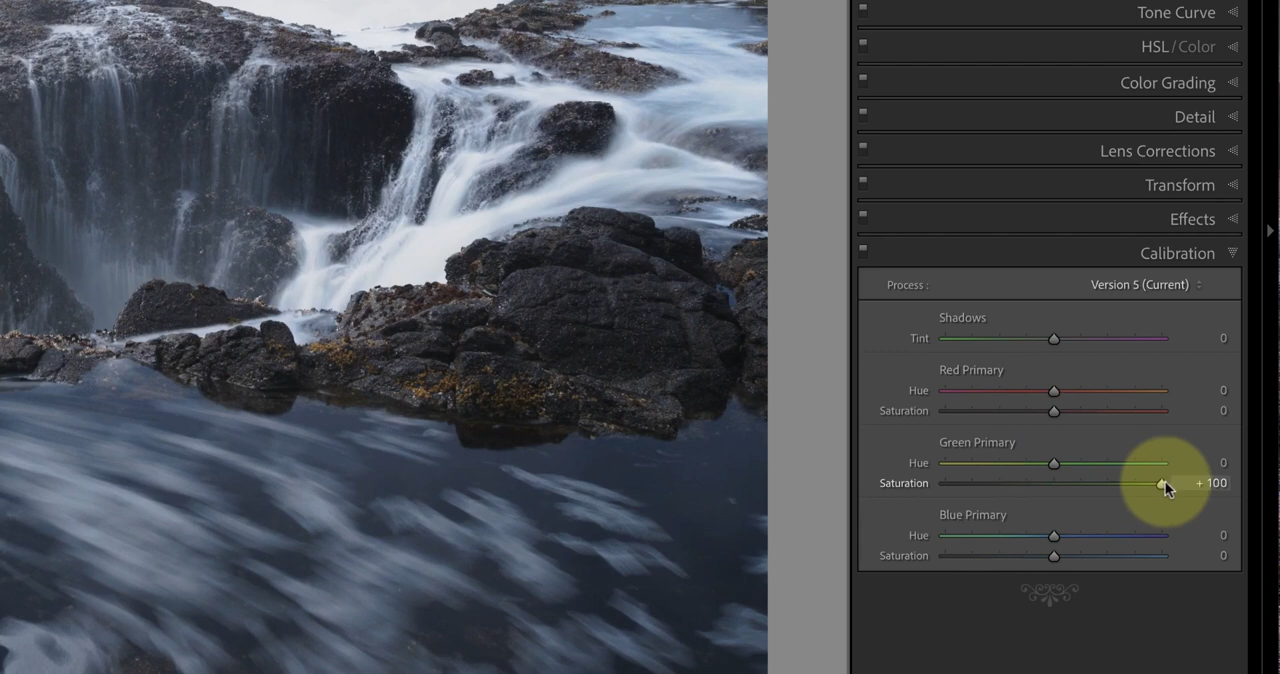 Tone Curve
HSL / Color
Color Grading
Detail
Lens Corrections
Transform
Effects
Calibration
Process : Version 5 (Current)
Shadows
Tint 0
Red Primary
Hue 0
Saturation 0
Green Primary
Hue 0
Saturation + 100
Blue Primary
Hue 0
Saturation 0